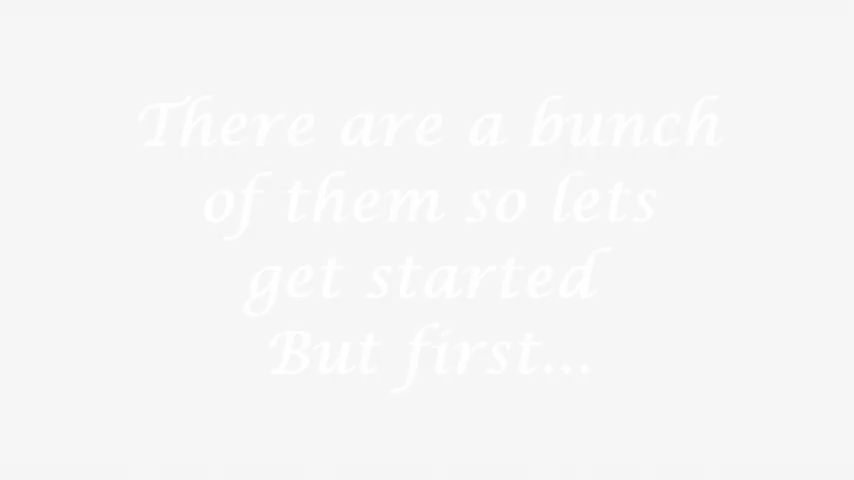 There are a bunch
of them so lets
get started
But first...